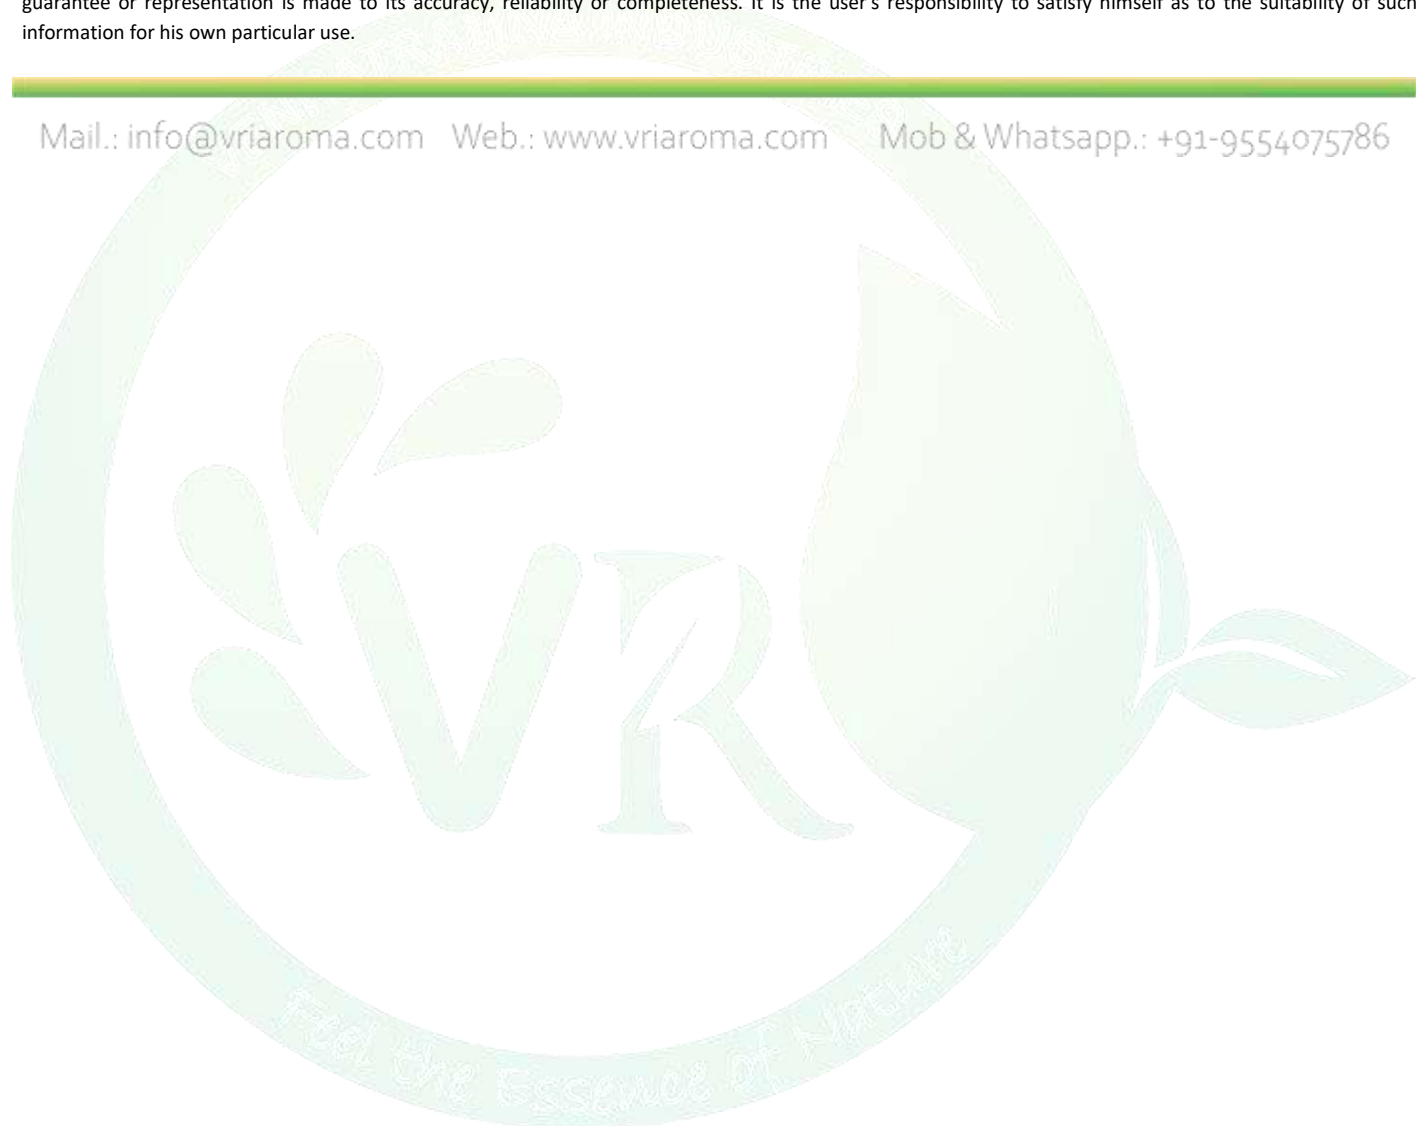 guarantee or representation is made to its accuracy, reliability or completeness. It is the user's responsibility to satisfy himself as to the suitability of such
information for his own particular use.
Mail.: info@vriaroma.com Web.: www.vriaroma.com Mob & Whatsapp.: +91-9554075786
VR
Feel the Essence of Nature